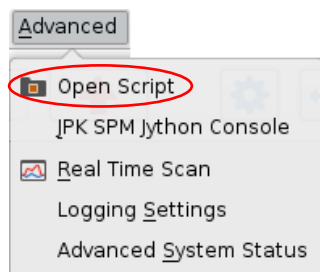 Advanced
Open Script
JPK SPM Jython Console
Real Time Scan
Logging Settings
Advanced System Status